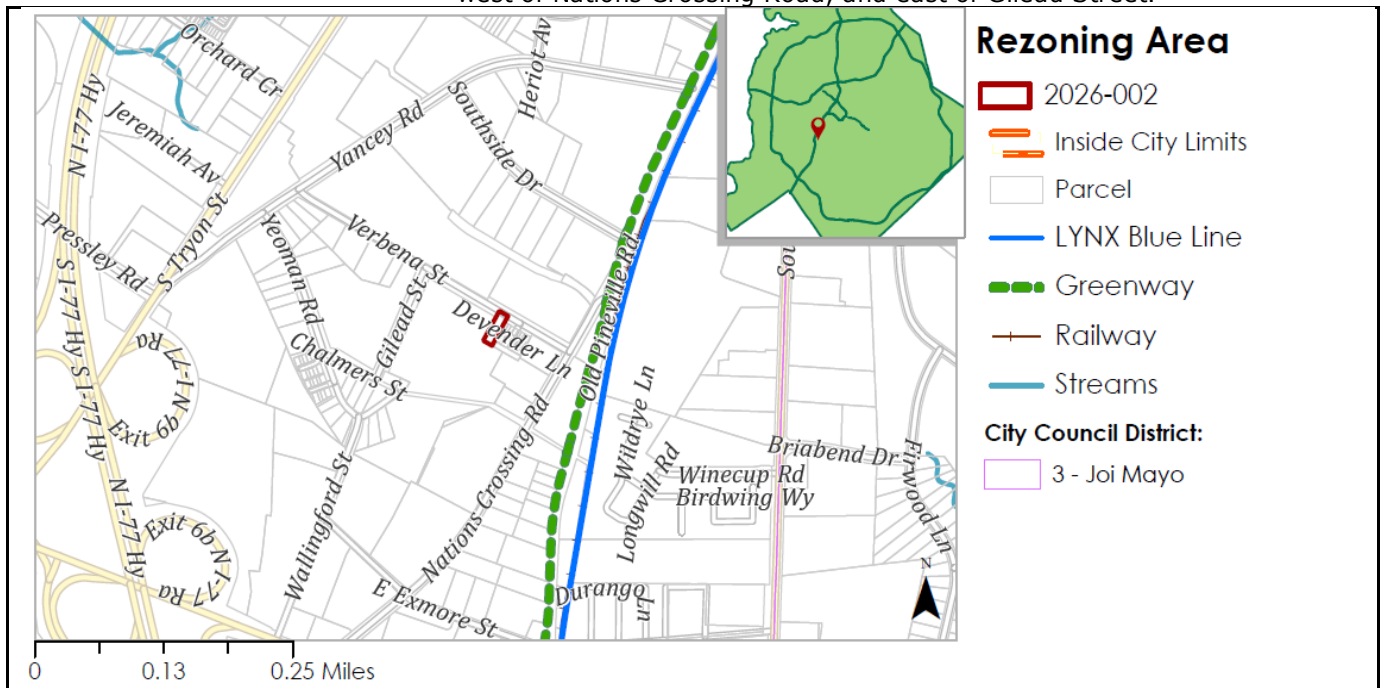 west of Nations Crossing Road, and east of Gilead Street.
Orchard Cr
Heriot Av
N I-77 Hy
Jeremiah Av
Yancey Rd
Southside Dr
Pressley Rd
S Tryon St
Yeoman Rd
Verbena St
Gilead St
Devender Ln
Old Pineville Rd
Sou
S I-77 Hy
S I-77 Hy
N I-77 Rd
Exit 6b
Chalmers St
Wildrye Ln
Longwill Rd
Winecup Rd
Birdwing Wy
Briabend Dr
Firwood Ln
N I-77 Hy
Exit 6b N I-77 Rd
Wallingford St
Nations Crossing Rd
E Exmore St
Durango
Ln
N
0
0.13
0.25 Miles
Rezoning Area
2026-002
Inside City Limits
Parcel
LYNX Blue Line
Greenway
Railway
Streams
City Council District:
3 - Joi Mayo